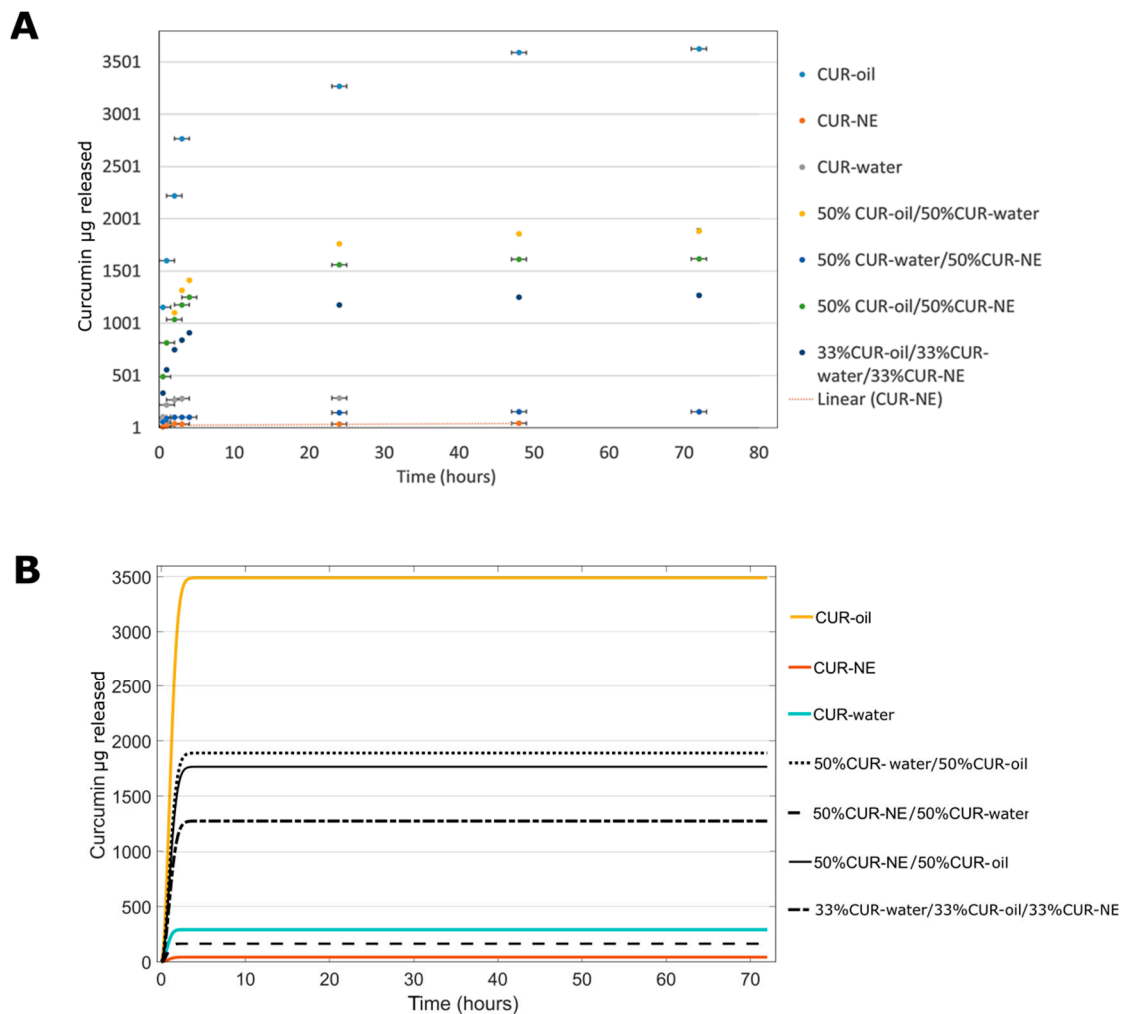 A
Curcumin µg released
3501
3001
2501
2001
1501
1001
501
1
0 10 20 30 40 50 60 70 80
Time (hours)
CUR-oil
CUR-NE
CUR-water
50% CUR-oil/50%CUR-water
50% CUR-water/50%CUR-NE
50% CUR-oil/50%CUR-NE
33%CUR-oil/33%CUR-
water/33%CUR-NE
Linear (CUR-NE)
B
Curcumin µg released
3500
3000
2500
2000
1500
1000
500
0
0 10 20 30 40 50 60 70
Time (hours)
CUR-oil
CUR-NE
CUR-water
50%CUR- water/50%CUR-oil
50%CUR-NE/50%CUR-water
50%CUR-NE/50%CUR-oil
33%CUR-water/33%CUR-oil/33%CUR-NE